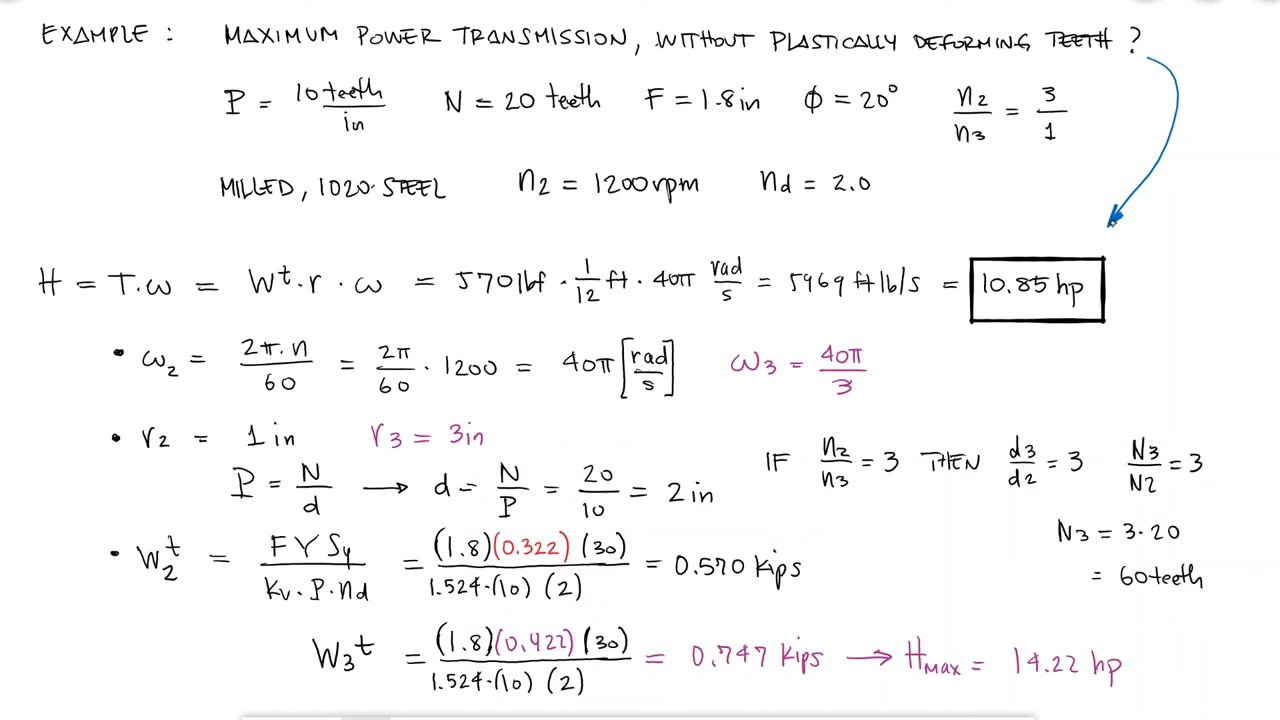 EXAMPLE : MAXIMUM POWER TRANSMISSION, WITHOUT PLASTICALLY DEFORMING TEETH ?
P = 10 teeth / in N = 20 teeth F = 1.8 in ϕ = 20° n2/n3 = 3/1
MILLED, 1020 STEEL n2 = 1200 rpm nd = 2.0
H = T·ω = W^t·r·ω = 570 lbf · 1/12 ft · 40π rad/s = 5969 ft lb/s = 10.85 hp
• ω2 = 2π·n/60 = 2π/60 · 1200 = 40π [rad/s] ω3 = 40π/3
• r2 = 1 in r3 = 3in
IF n2/n3 = 3 THEN d3/d2 = 3 N3/N2 = 3
P = N/d → d = N/P = 20/10 = 2 in
N3 = 3·20
= 60 teeth
• W2^t = F Y Sy / Kv·P·nd = (1.8)(0.322)(30) / 1.524·(10)(2) = 0.570 kips
W3^t = (1.8)(0.422)(30) / 1.524·(10)(2) = 0.747 kips → HMAX = 14.22 hp